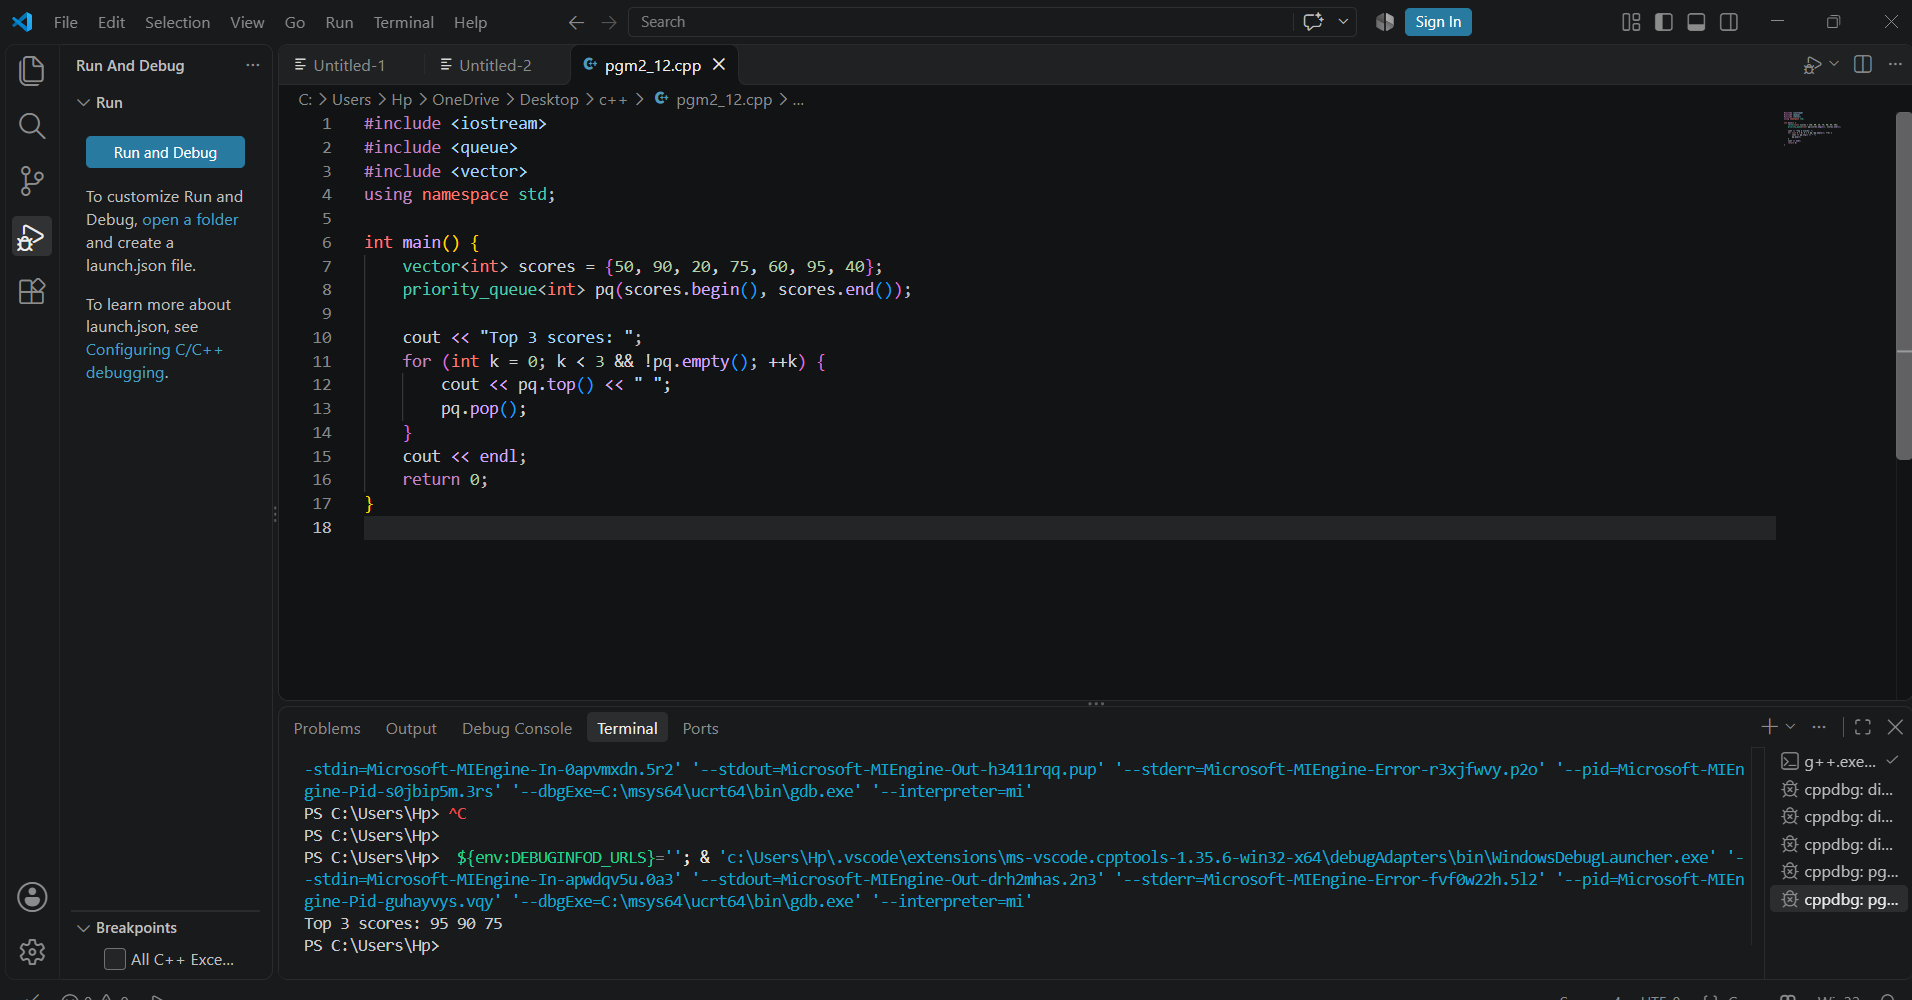 File Edit Selection View Go Run Terminal Help
Search
Sign In
Run And Debug
Run
Run and Debug
To customize Run and
Debug, open a folder
and create a
launch.json file.
To learn more about
launch.json, see
Configuring C/C++
debugging.
Breakpoints
All C++ Exce...
Untitled-1 Untitled-2 pgm2_12.cpp
C: > Users > Hp > OneDrive > Desktop > c++ > pgm2_12.cpp > ...
1 #include <iostream>
2 #include <queue>
3 #include <vector>
4 using namespace std;
5
6 int main() {
7 vector<int> scores = {50, 90, 20, 75, 60, 95, 40};
8 priority_queue<int> pq(scores.begin(), scores.end());
9
10 cout << "Top 3 scores: ";
11 for (int k = 0; k < 3 && !pq.empty(); ++k) {
12 cout << pq.top() << " ";
13 pq.pop();
14 }
15 cout << endl;
16 return 0;
17 }
18
Problems Output Debug Console Terminal Ports
-stdin=Microsoft-MIEngine-In-0apvmxdn.5r2' '--stdout=Microsoft-MIEngine-Out-h3411rqq.pup' '--stderr=Microsoft-MIEngine-Error-r3xjfwvy.p2o' '--pid=Microsoft-MIEn
gine-Pid-s0jbip5m.3rs' '--dbgExe=C:\msys64\ucrt64\bin\gdb.exe' '--interpreter=mi'
PS C:\Users\Hp> ^C
PS C:\Users\Hp>
PS C:\Users\Hp> ${env:DEBUGINFOD_URLS}=''; & 'c:\Users\Hp\.vscode\extensions\ms-vscode.cpptools-1.35.6-win32-x64\debugAdapters\bin\WindowsDebugLauncher.exe' '-
-stdin=Microsoft-MIEngine-In-apwdqv5u.0a3' '--stdout=Microsoft-MIEngine-Out-drh2mhas.2n3' '--stderr=Microsoft-MIEngine-Error-fvf0w22h.5l2' '--pid=Microsoft-MIEn
gine-Pid-guhayvys.vqy' '--dbgExe=C:\msys64\ucrt64\bin\gdb.exe' '--interpreter=mi'
Top 3 scores: 95 90 75
PS C:\Users\Hp>
g++.exe...
cppdbg: di...
cppdbg: di...
cppdbg: di...
cppdbg: pg...
cppdbg: pg...